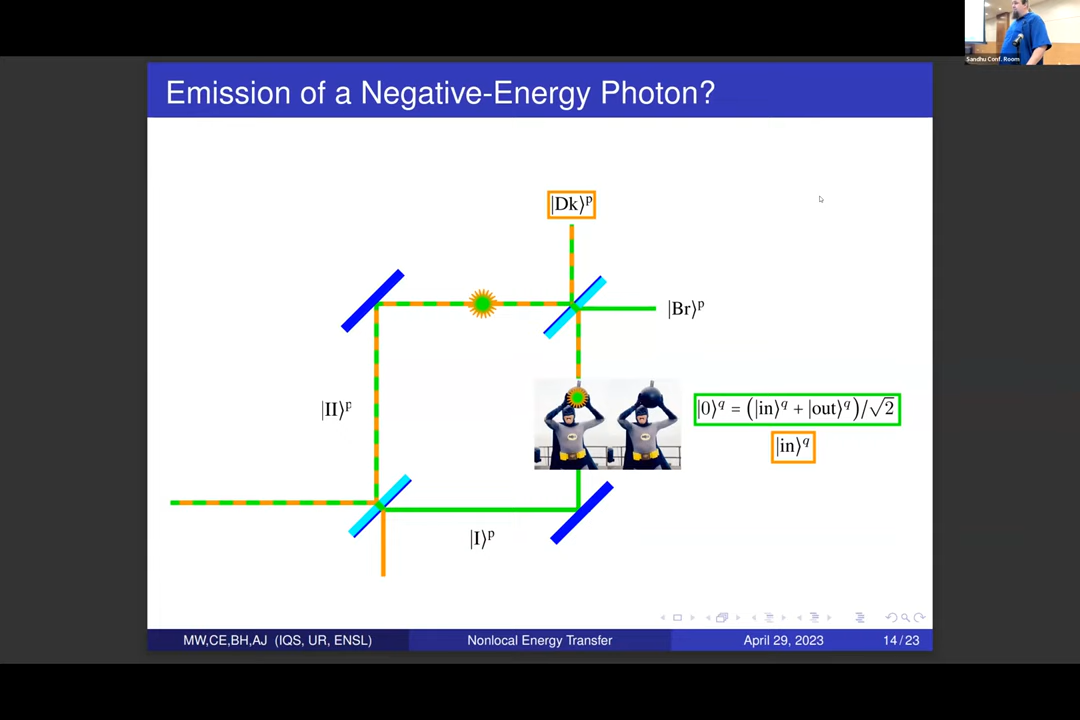 Sandhu Conf. Room
Emission of a Negative-Energy Photon?
|Dk⟩ᵖ
|Br⟩ᵖ
|II⟩ᵖ
|0⟩^q = (|in⟩^q + |out⟩^q)/√2
|in⟩^q
|I⟩ᵖ
MW,CE,BH,AJ (IQS, UR, ENSL)
Nonlocal Energy Transfer
April 29, 2023
14 / 23